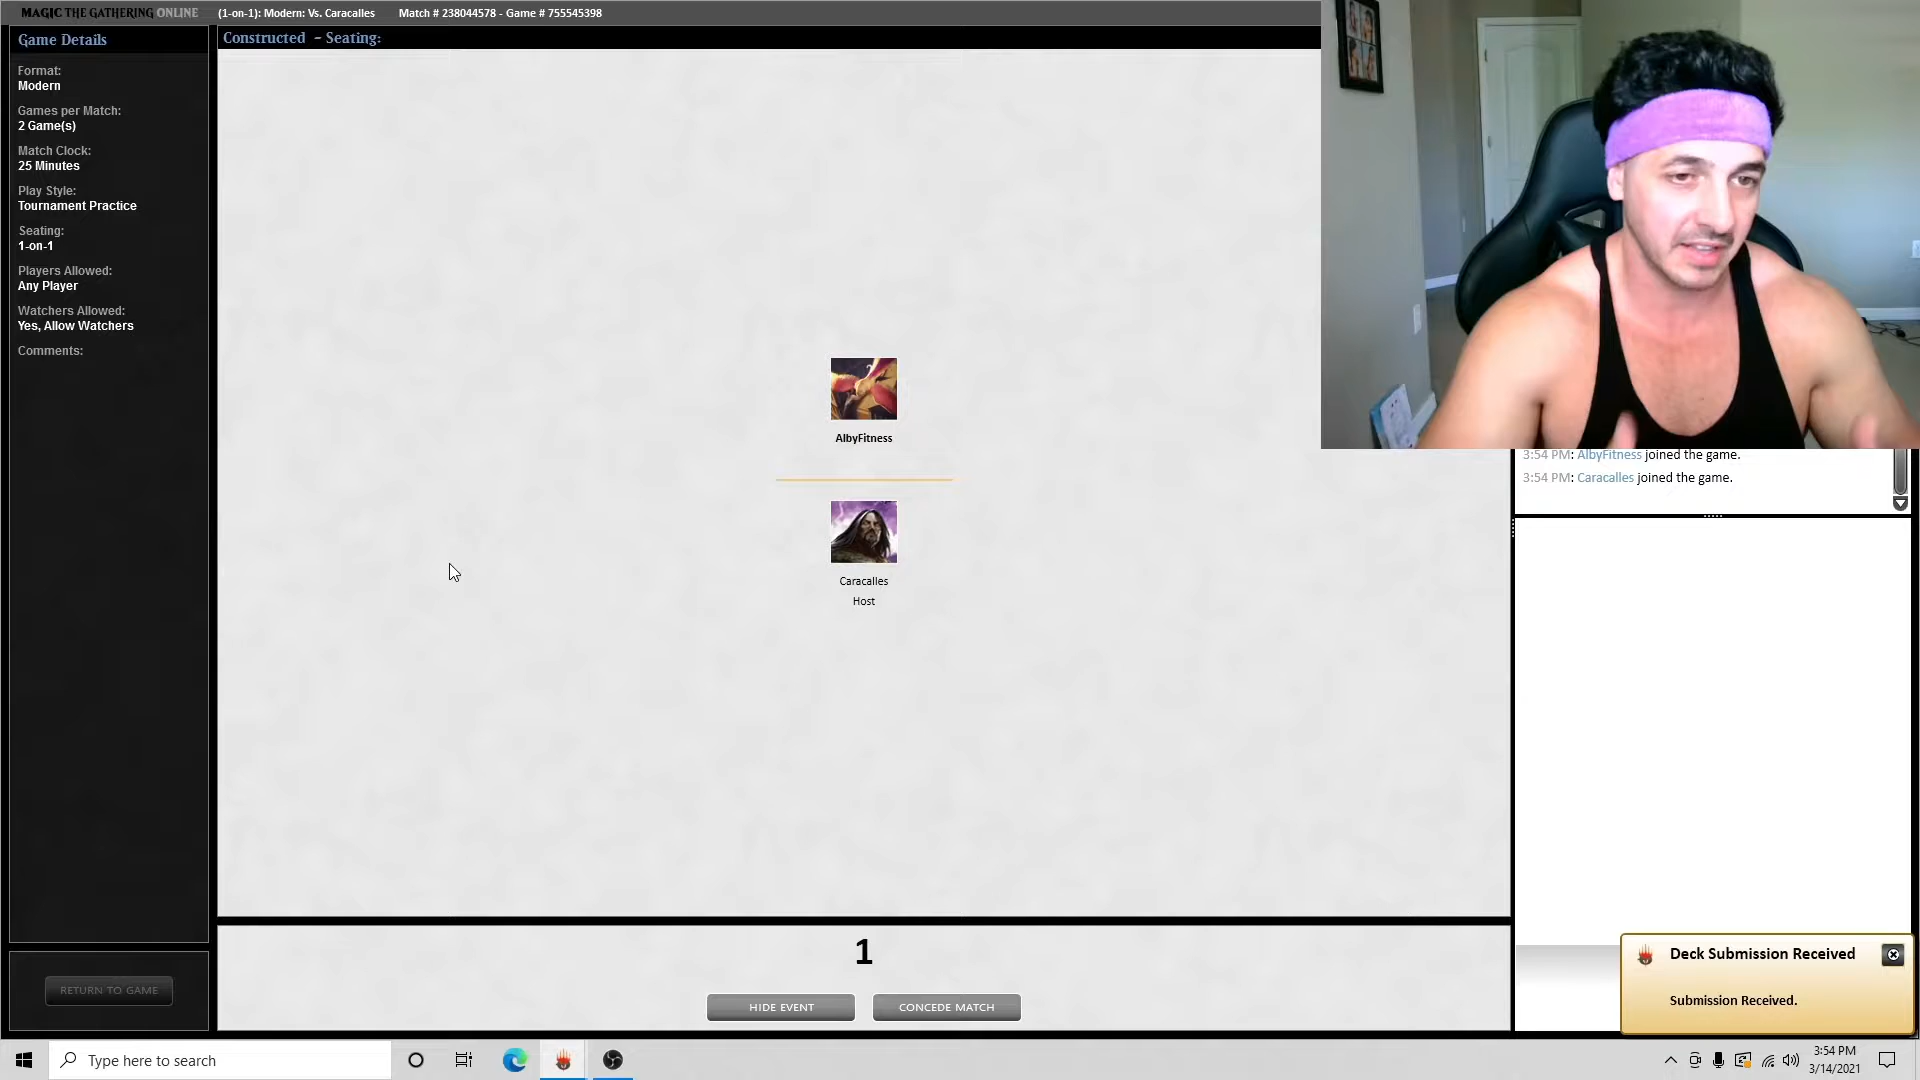 MAGIC THE GATHERING ONLINE
(1-on-1): Modern: Vs. Caracalles
Match # 238044578 - Game # 755545398
Game Details
Constructed - Seating:
Format:
Modern
Games per Match:
2 Game(s)
Match Clock:
25 Minutes
Play Style:
Tournament Practice
Seating:
1-on-1
Players Allowed:
Any Player
Watchers Allowed:
Yes, Allow Watchers
Comments:
AlbyFitness
Caracalles
Host
3:54 PM: AlbyFitness joined the game.
3:54 PM: Caracalles joined the game.
1
HIDE EVENT
CONCEDE MATCH
RETURN TO GAME
Deck Submission Received
Submission Received.
Type here to search
3:54 PM
3/14/2021